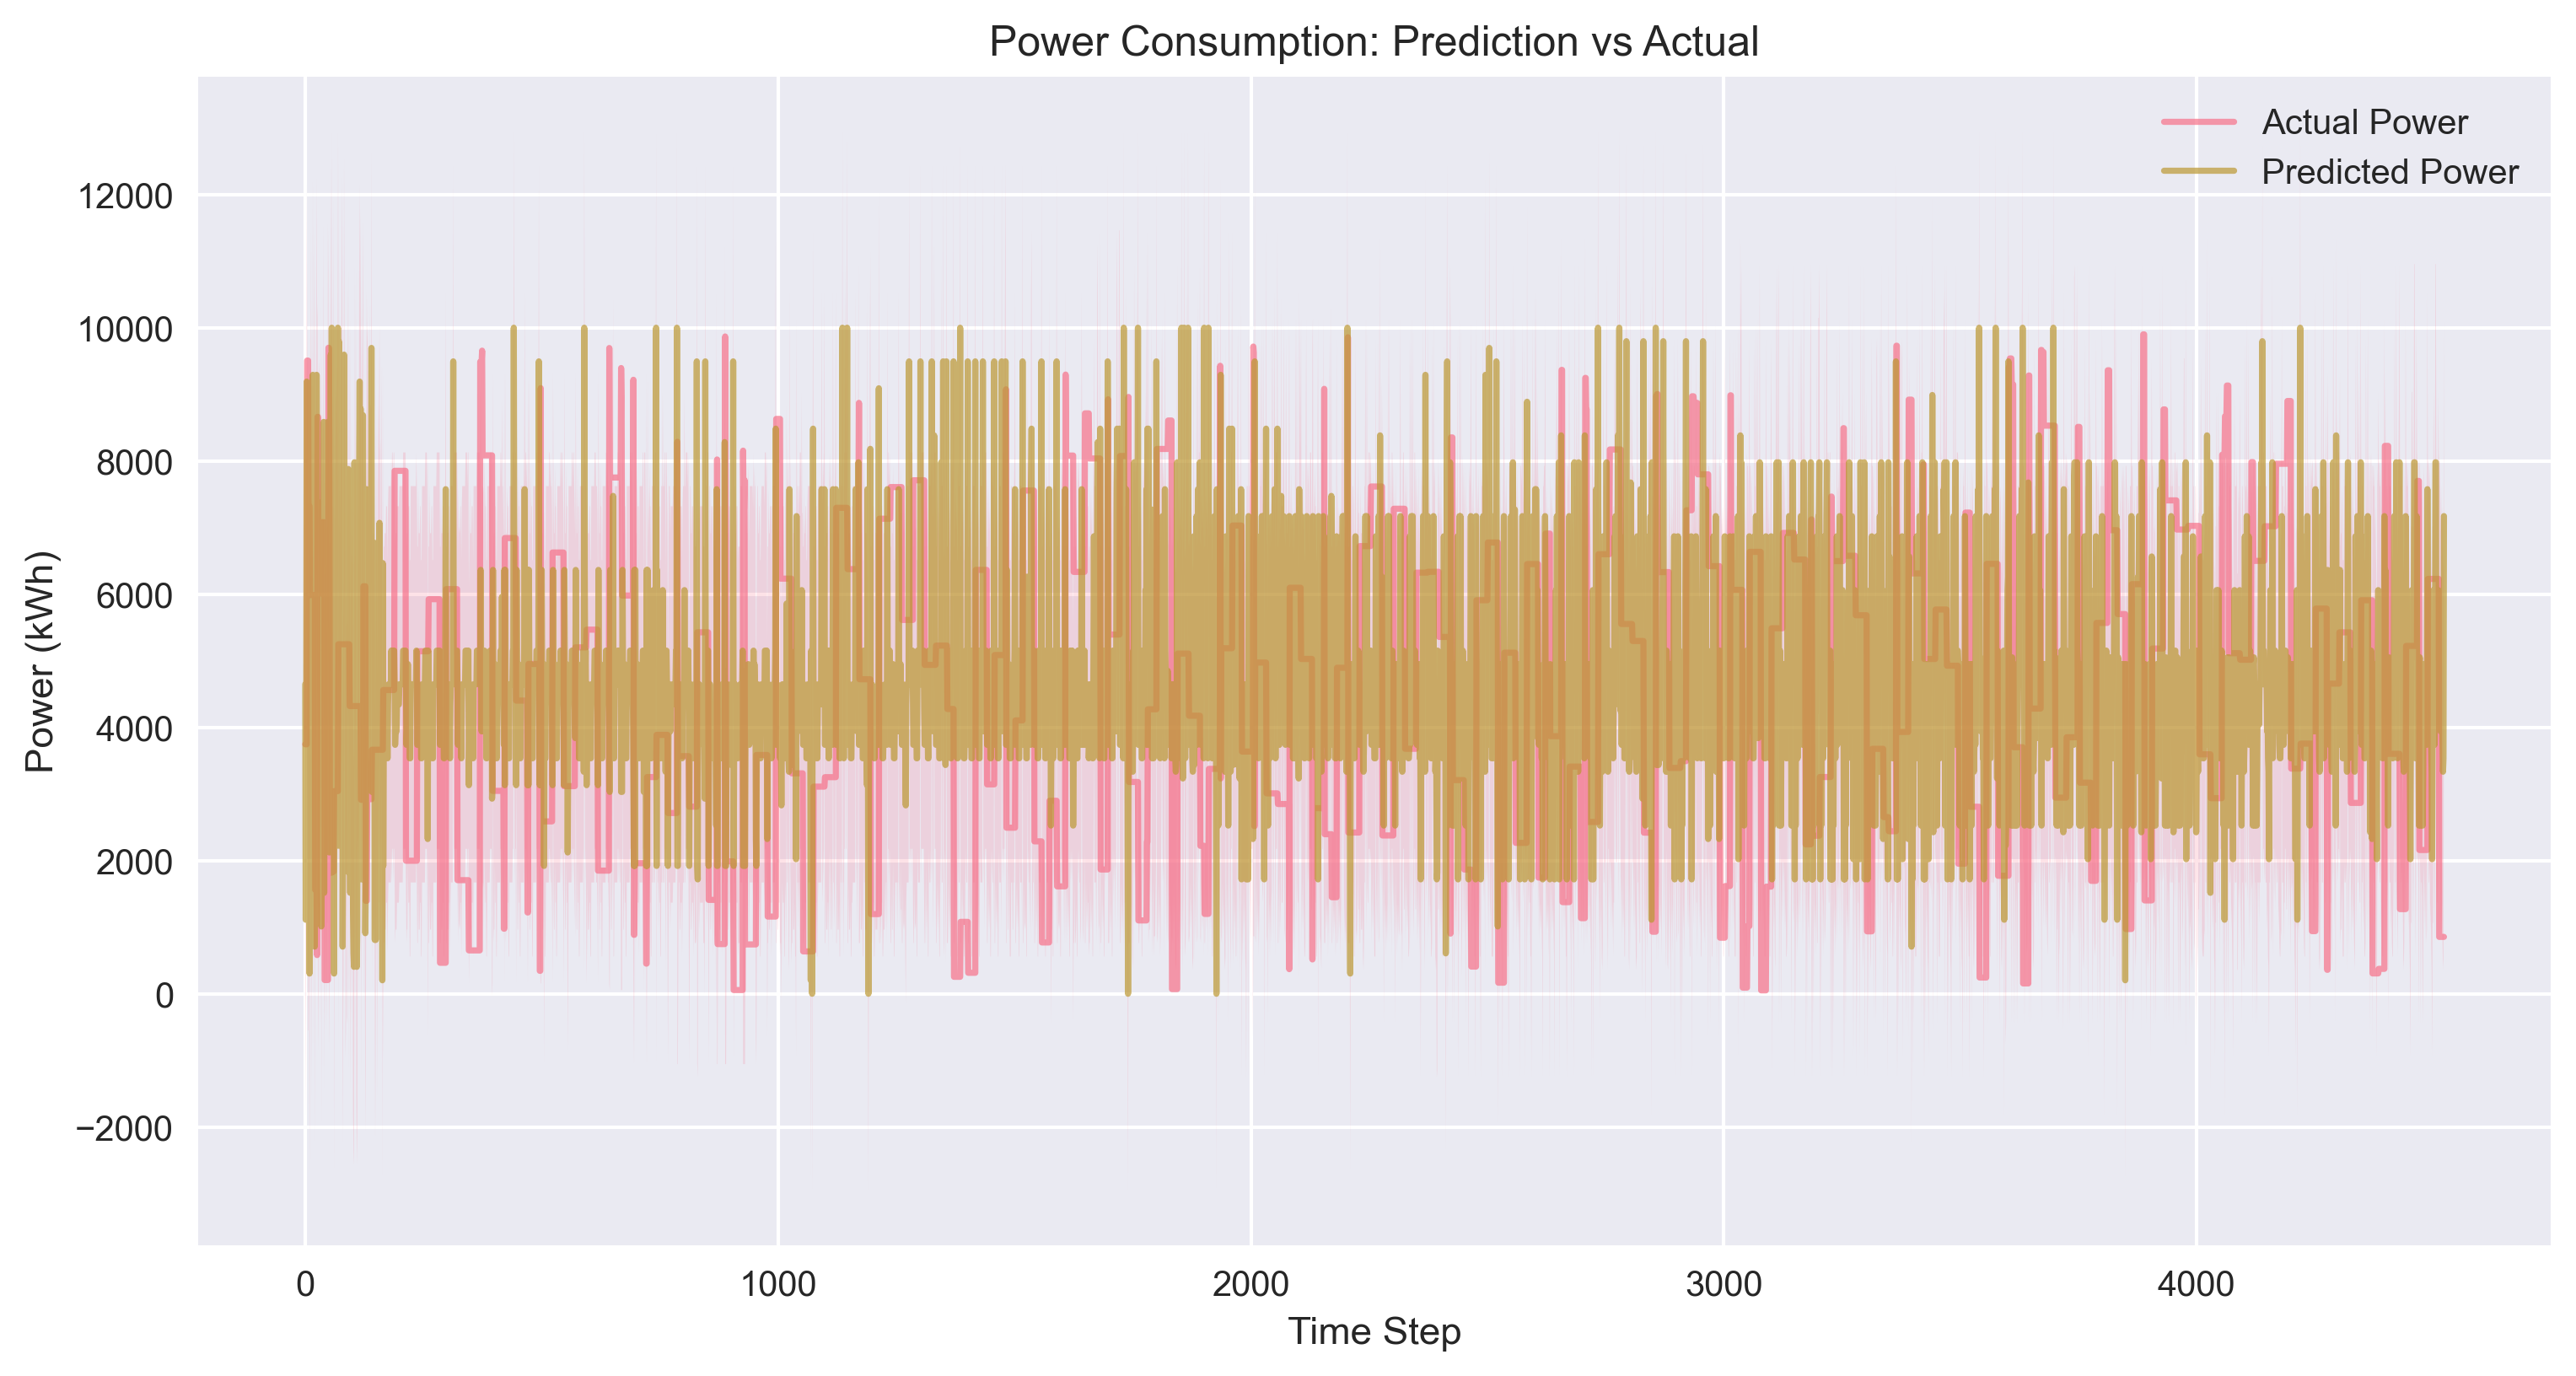 Power Consumption: Prediction vs Actual
Actual Power
Predicted Power
12000
10000
8000
6000
4000
2000
0
−2000
Power (kWh)
0 1000 2000 3000 4000
Time Step